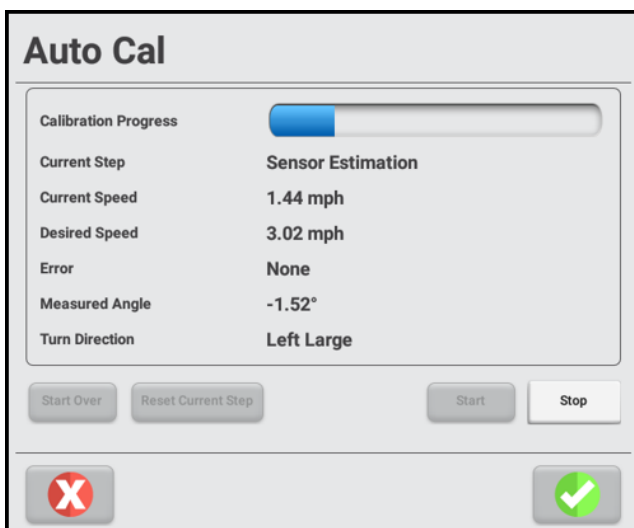 Auto Cal
Calibration Progress
Current Step Sensor Estimation
Current Speed 1.44 mph
Desired Speed 3.02 mph
Error None
Measured Angle -1.52°
Turn Direction Left Large
Start Over Reset Current Step Start Stop